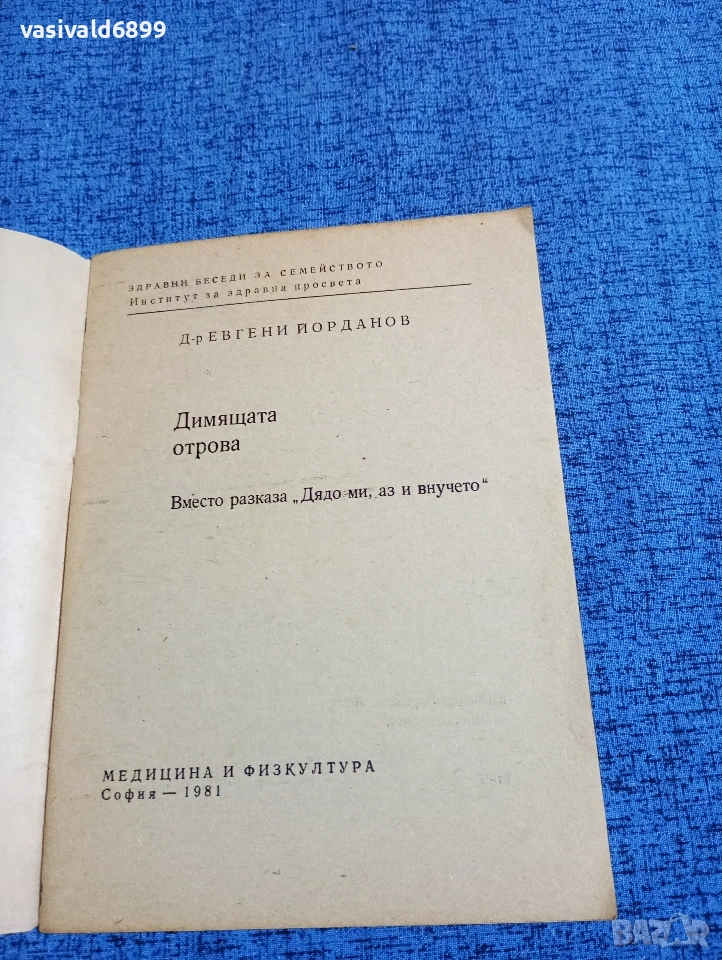 vasivald6899
ЗДРАВНИ БЕСЕДИ ЗА СЕМЕЙСТВОТО
Институт за здравна просвета
Д-р ЕВГЕНИ ЙОРДАНОВ
Димящата
отрова
Вместо разказа „Дядо ми, аз и внучето“
МЕДИЦИНА И ФИЗКУЛТУРА
София — 1981
BAZAR